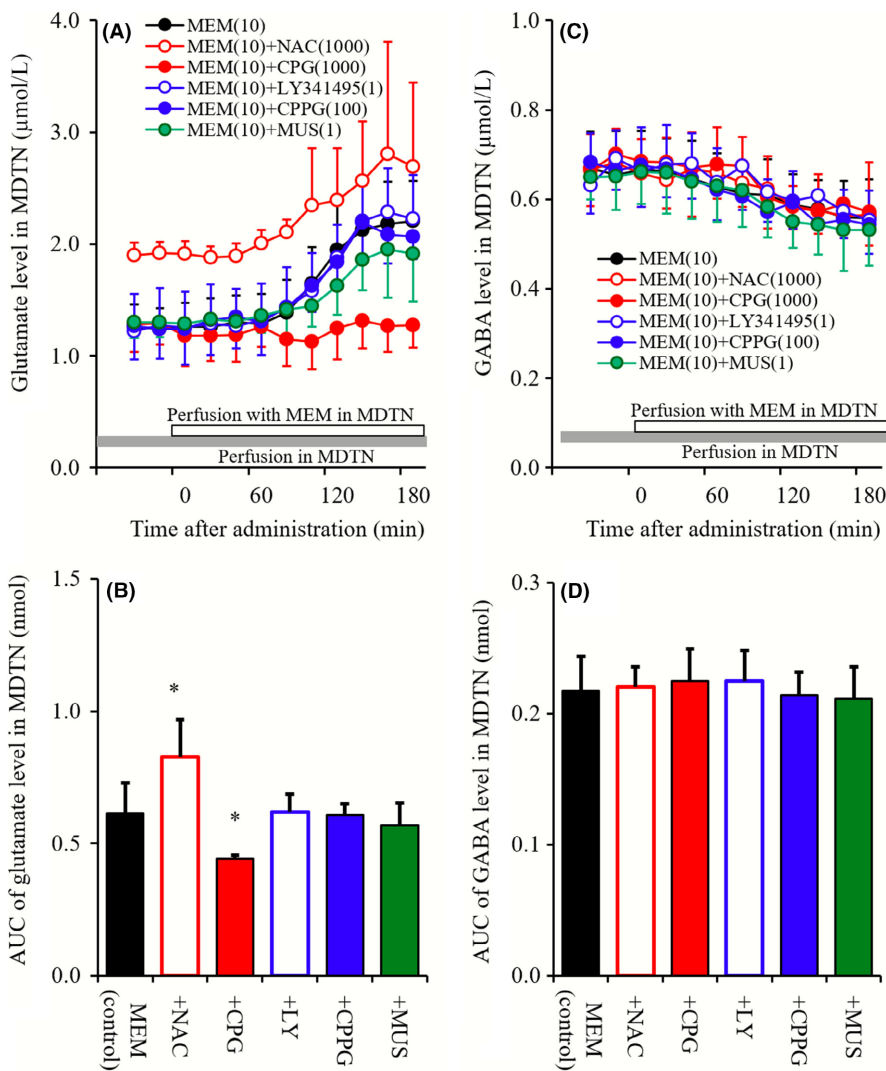 (A)
MEM(10)
MEM(10)+NAC(1000)
MEM(10)+CPG(1000)
MEM(10)+LY341495(1)
MEM(10)+CPPG(100)
MEM(10)+MUS(1)
Glutamate level in MDTN (µmol/L)
4.0
3.0
2.0
1.0
0.0
Perfusion with MEM in MDTN
Perfusion in MDTN
0 60 120 180
Time after administration (min)
(C)
GABA level in MDTN (µmol/L)
1.0
0.8
0.6
0.4
0.2
0.0
MEM(10)
MEM(10)+NAC(1000)
MEM(10)+CPG(1000)
MEM(10)+LY341495(1)
MEM(10)+CPPG(100)
MEM(10)+MUS(1)
Perfusion with MEM in MDTN
Perfusion in MDTN
0 60 120 180
Time after administration (min)
(B)
AUC of glutamate level in MDTN (nmol)
1.5
1.0
0.5
0.0
*
*
MEM
(control)
+NAC
+CPG
+LY
+CPPG
+MUS
(D)
AUC of GABA level in MDTN (nmol)
0.3
0.2
0.1
0.0
MEM
(control)
+NAC
+CPG
+LY
+CPPG
+MUS